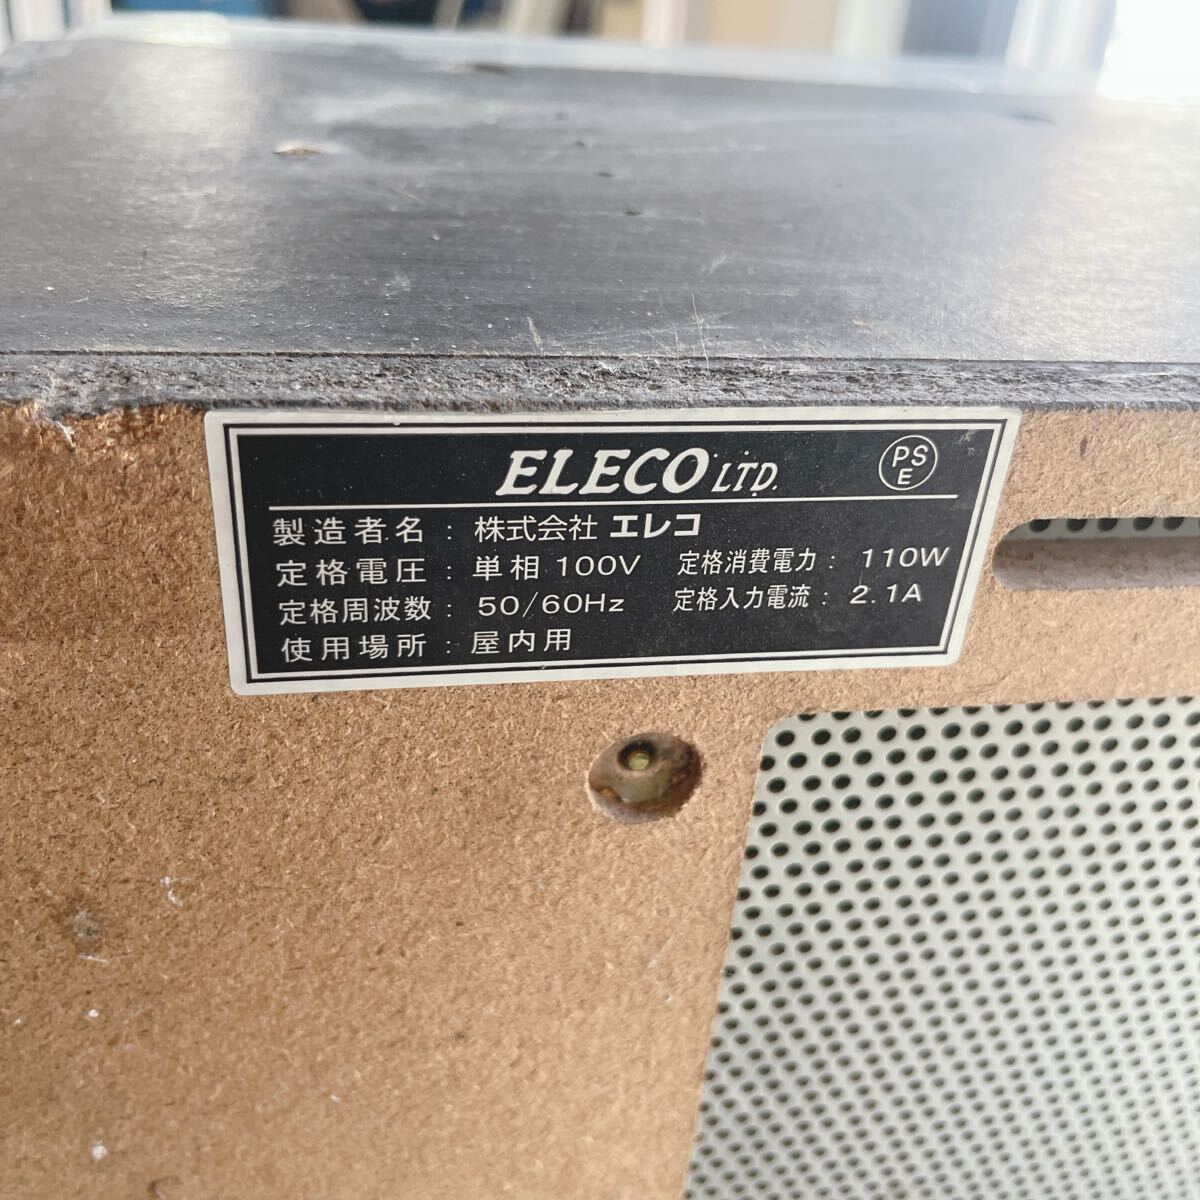 ELECO LTD.
PS
E
製造者名 : 株式会社 エレコ
定格電圧 : 単相 100V 定格消費電力 : 110W
定格周波数 : 50/60Hz 定格入力電流 : 2.1A
使用場所 : 屋内用